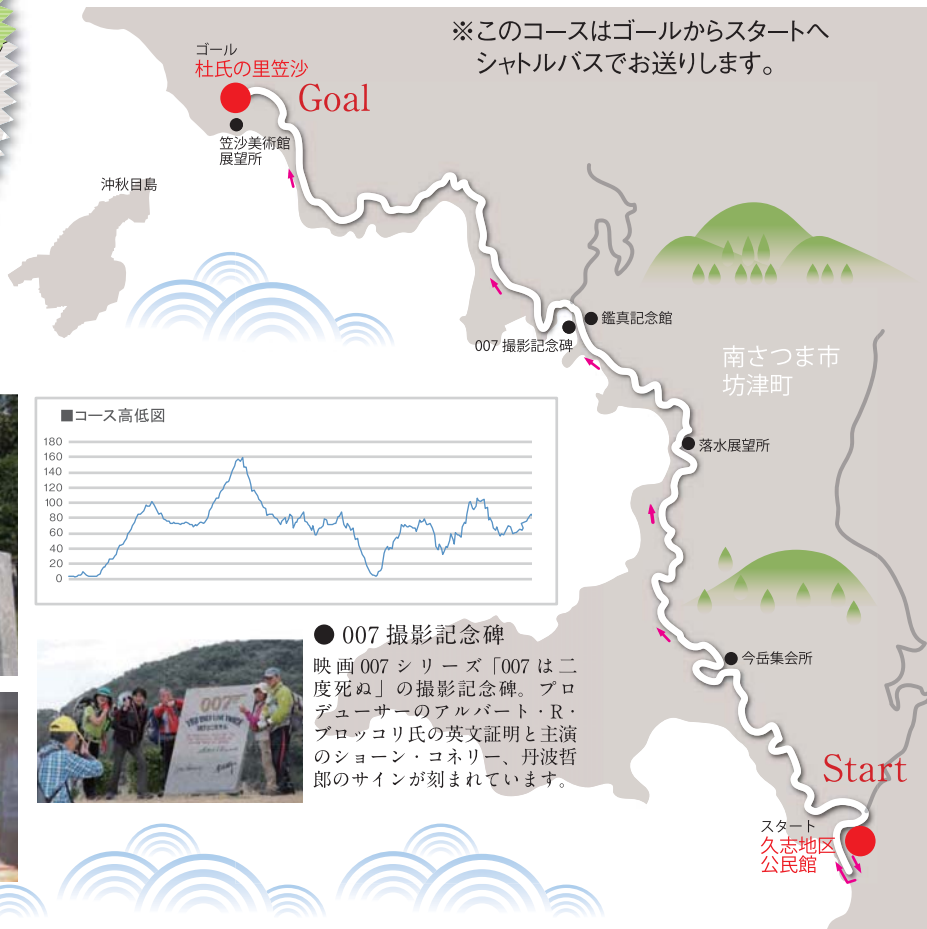 ※このコースはゴールからスタートへ
シャトルバスでお送りします。
ゴール
杜氏の里笠沙
Goal
笠沙美術館
展望所
沖秋目島
鑑真記念館
007 撮影記念碑
南さつま市
坊津町
落水展望所
■コース高低図
180
160
140
120
100
80
60
40
20
0
今岳集会所
● 007 撮影記念碑
映画 007 シリーズ「007 は二
度死ぬ」の撮影記念碑。プロ
デューサーのアルバート・R・
ブロッコリ氏の英文証明と主演
のショーン・コネリー、丹波哲
郎のサインが刻まれています。
007
Start
スタート
久志地区
公民館